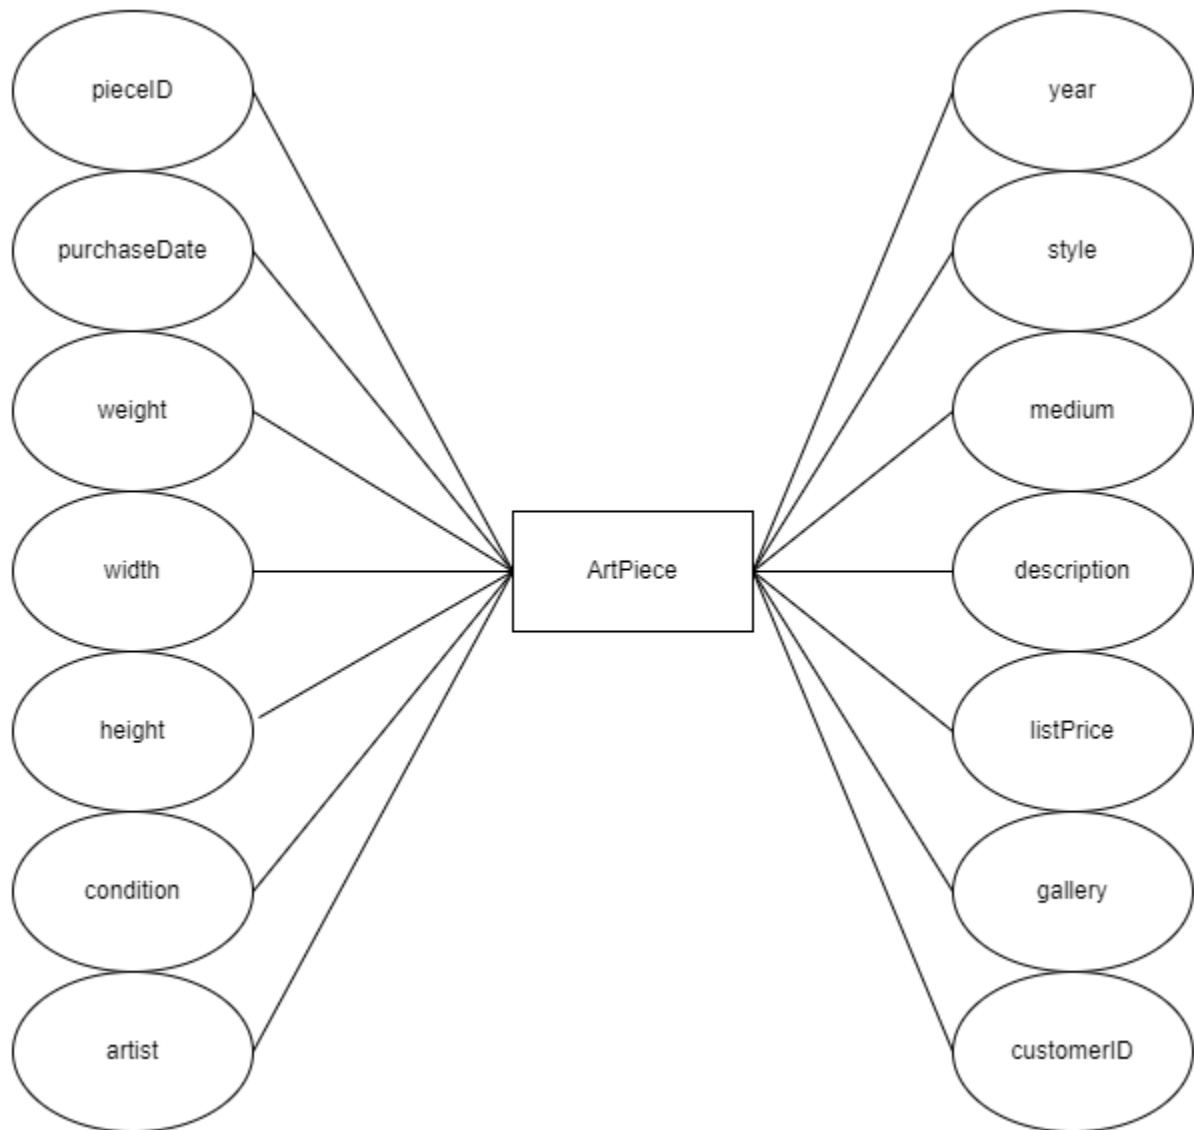 pieceID
purchaseDate
weight
width
height
condition
artist
ArtPiece
year
style
medium
description
listPrice
gallery
customerID